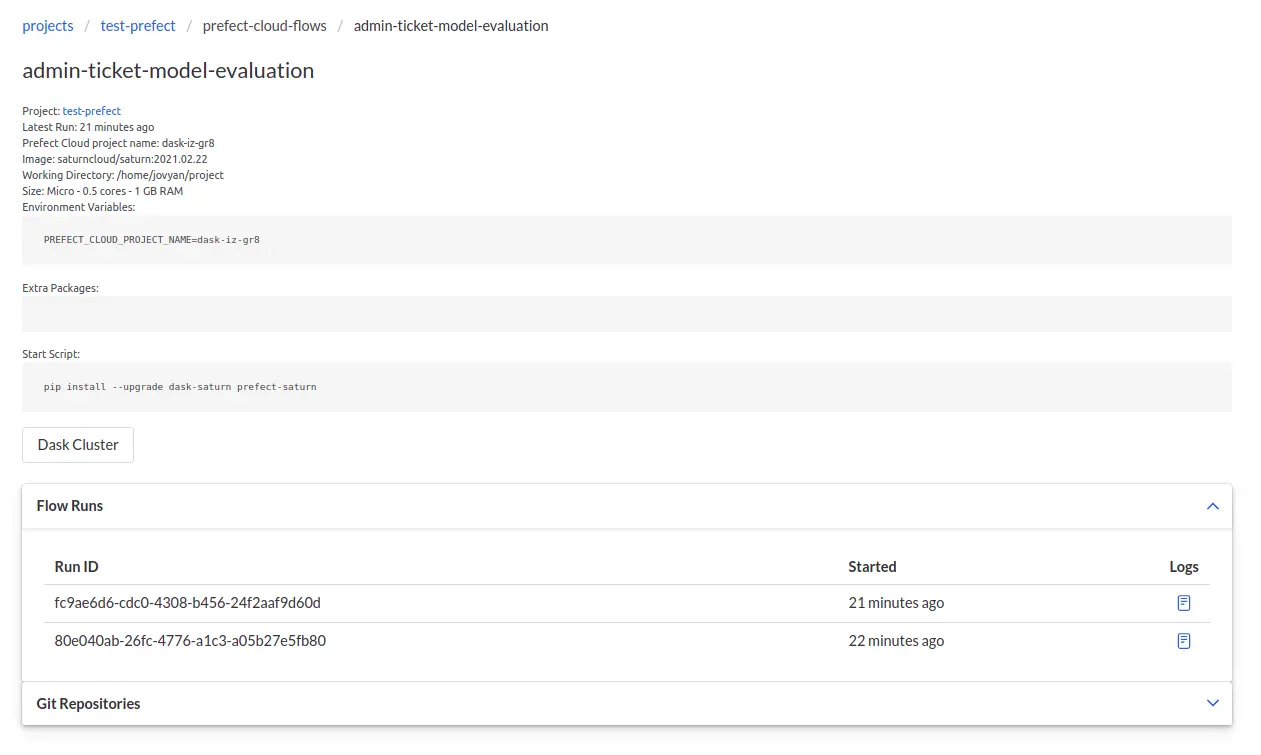 projects / test-prefect / prefect-cloud-flows / admin-ticket-model-evaluation
admin-ticket-model-evaluation
Project: test-prefect
Latest Run: 21 minutes ago
Prefect Cloud project name: dask-iz-gr8
Image: saturncloud/saturn:2021.02.22
Working Directory: /home/jovyan/project
Size: Micro - 0.5 cores - 1 GB RAM
Environment Variables:
PREFECT_CLOUD_PROJECT_NAME=dask-iz-gr8
Extra Packages:
Start Script:
pip install --upgrade dask-saturn prefect-saturn
Dask Cluster
Flow Runs
Run ID Started Logs
fc9ae6d6-cdc0-4308-b456-24f2aaf9d60d 21 minutes ago
80e040ab-26fc-4776-a1c3-a05b27e5fb80 22 minutes ago
Git Repositories